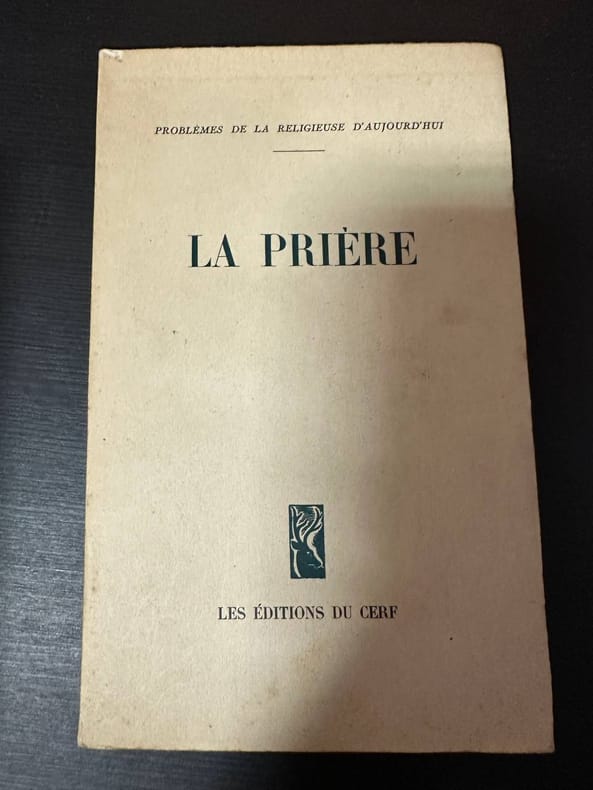 PROBLÈMES DE LA RELIGIEUSE D'AUJOURD'HUI
LA PRIÈRE
LES ÉDITIONS DU CERF